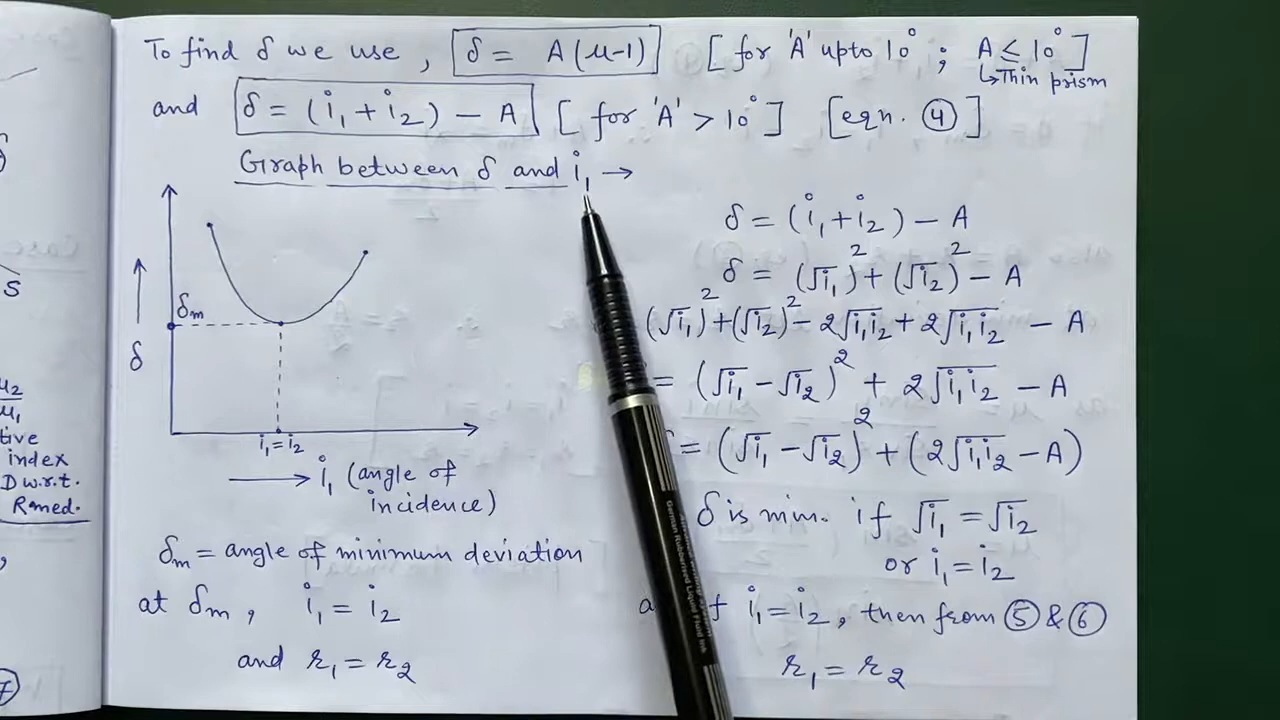 To find δ we use , δ = A(μ-1) [for 'A' upto 10° ; A ≤ 10°]
↳Thin prism
and δ = (i₁ + i₂) - A [for 'A' > 10°] [eqn. ④]
Graph between δ and i₁ →
δₘ
δ
i₁ = i₂
i₁ (angle of
incidence)
δₘ = angle of minimum deviation
at δₘ , i₁ = i₂
and r₁ = r₂
δ = (i₁ + i₂) - A
δ = (√i₁)² + (√i₂)² - A
(√i₁)² + (√i₂)² - 2√i₁i₂ + 2√i₁i₂ - A
= (√i₁ - √i₂)² + 2√i₁i₂ - A
= (√i₁ - √i₂)² + (2√i₁i₂ - A)
δ is min. if √i₁ = √i₂
or i₁ = i₂
i₁ = i₂, then from ⑤ & ⑥
r₁ = r₂
S
μ₂
μ₁
index
D w.r.t.
R med.